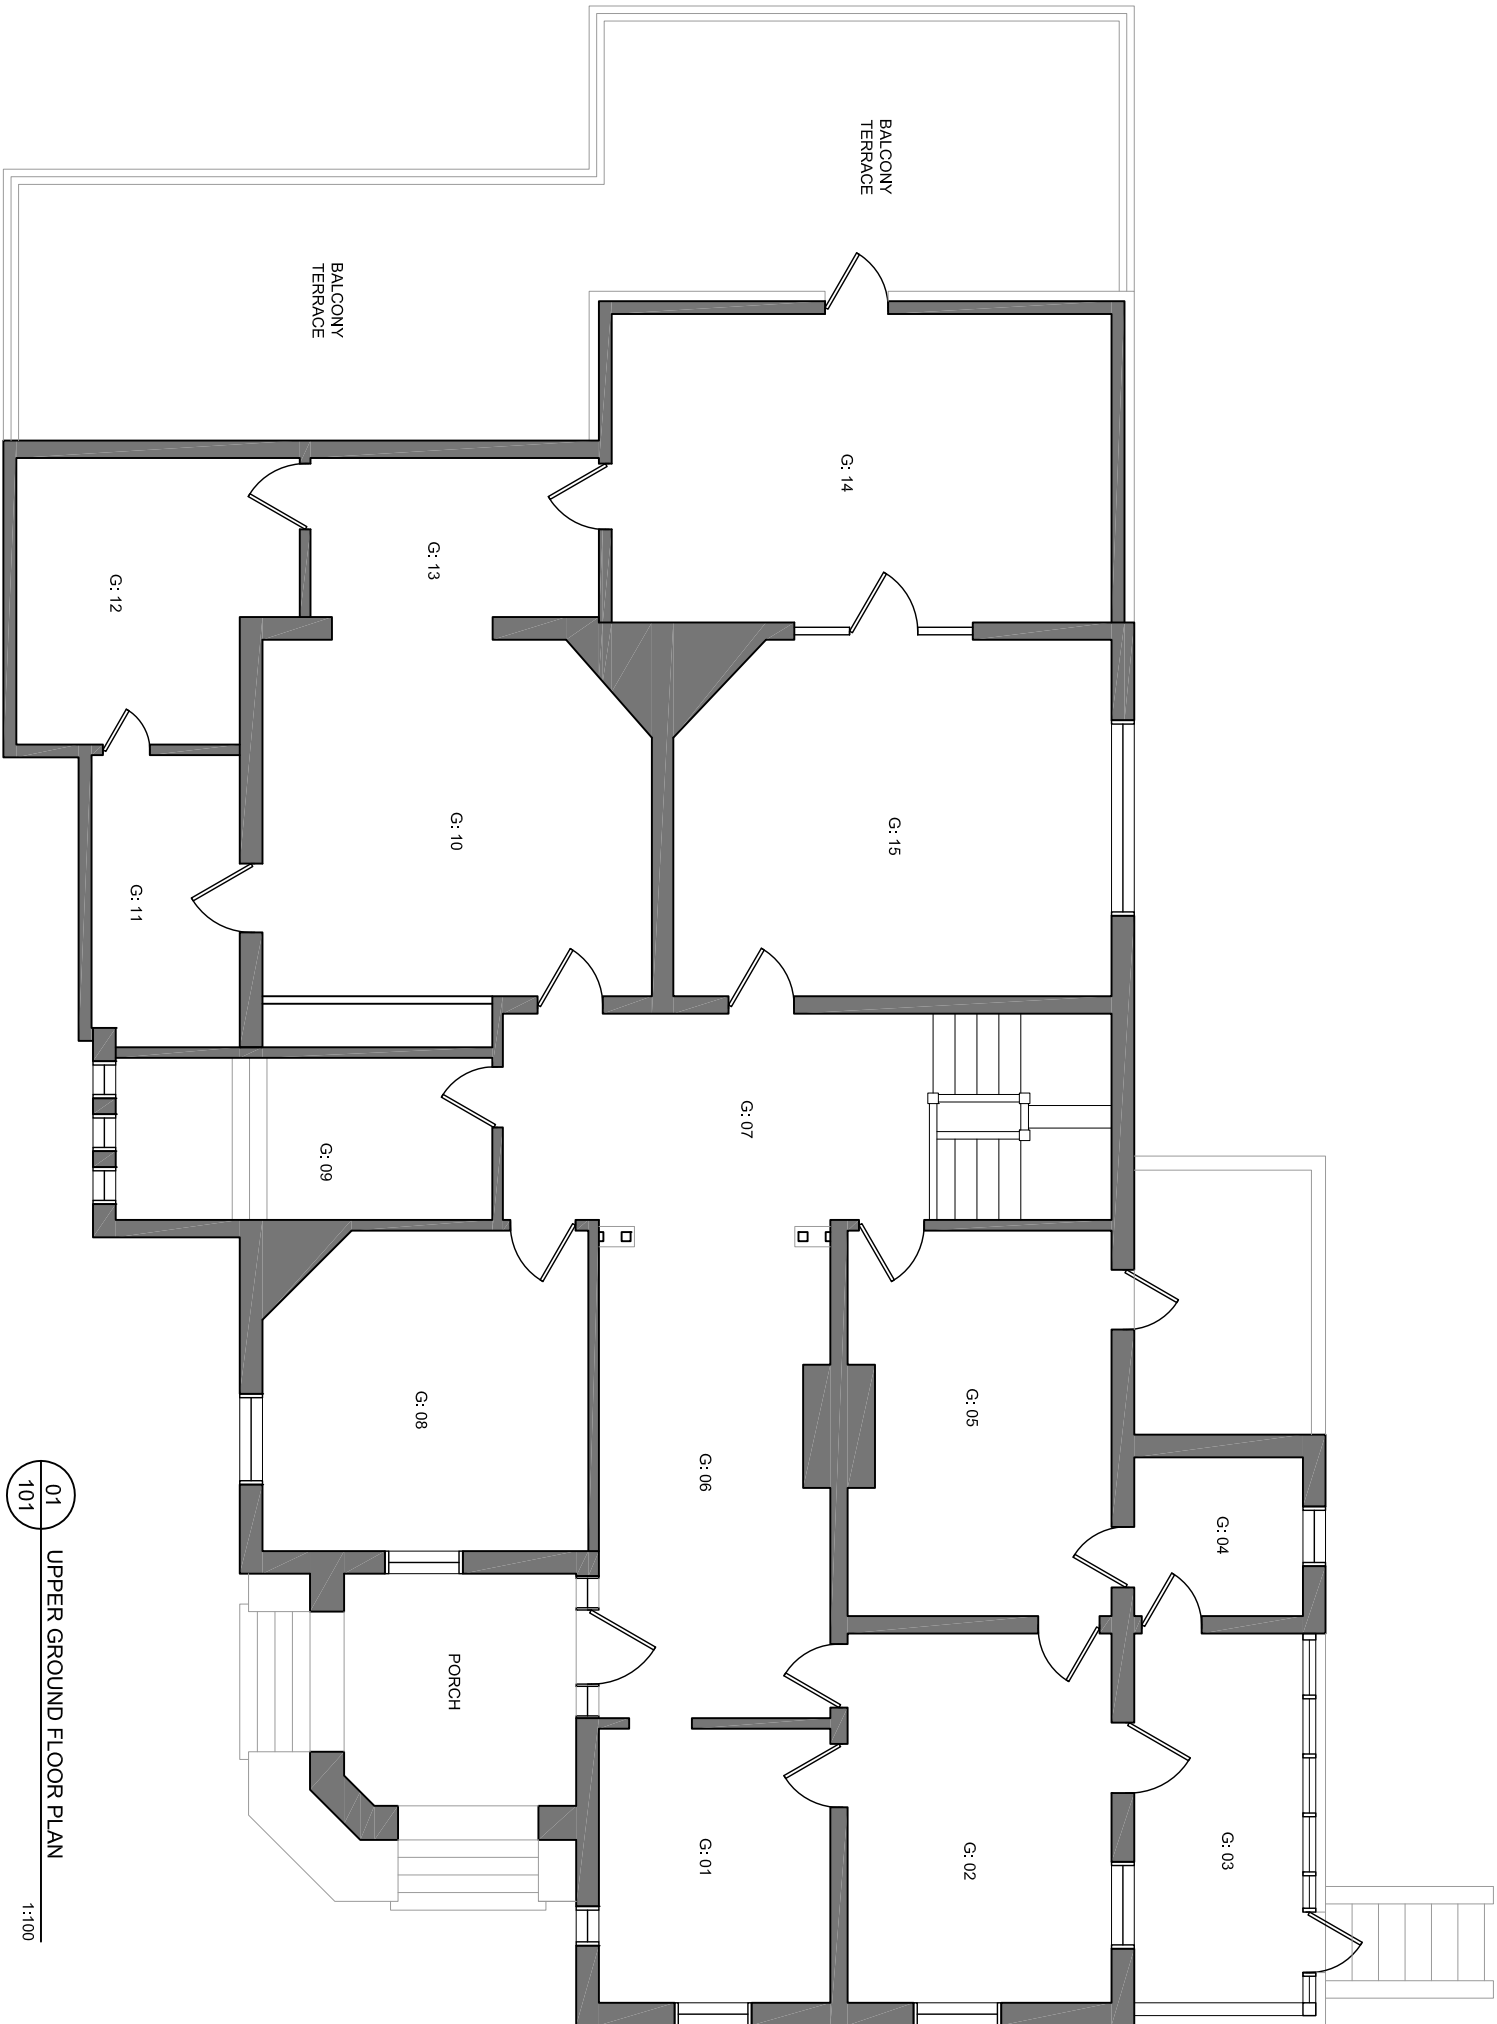 BALCONY
TERRACE
BALCONY
TERRACE
G: 14
G: 13
G: 12
G: 15
G: 10
G: 11
G: 07
G: 09
G: 05
G: 08
G: 06
G: 04
PORCH
G: 03
G: 02
G: 01
01
101
UPPER GROUND FLOOR PLAN
1:100